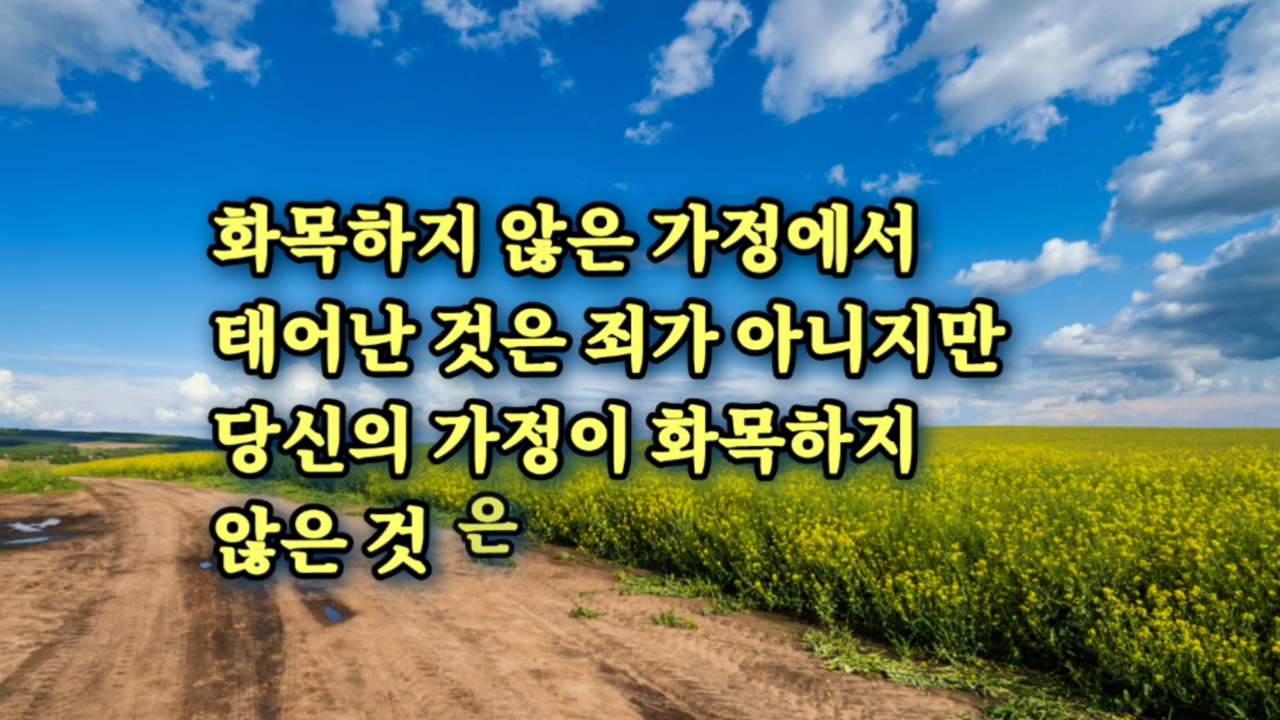 화목하지 않은 가정에서
태어난 것은 죄가 아니지만
당신의 가정이 화목하지
않은 것은